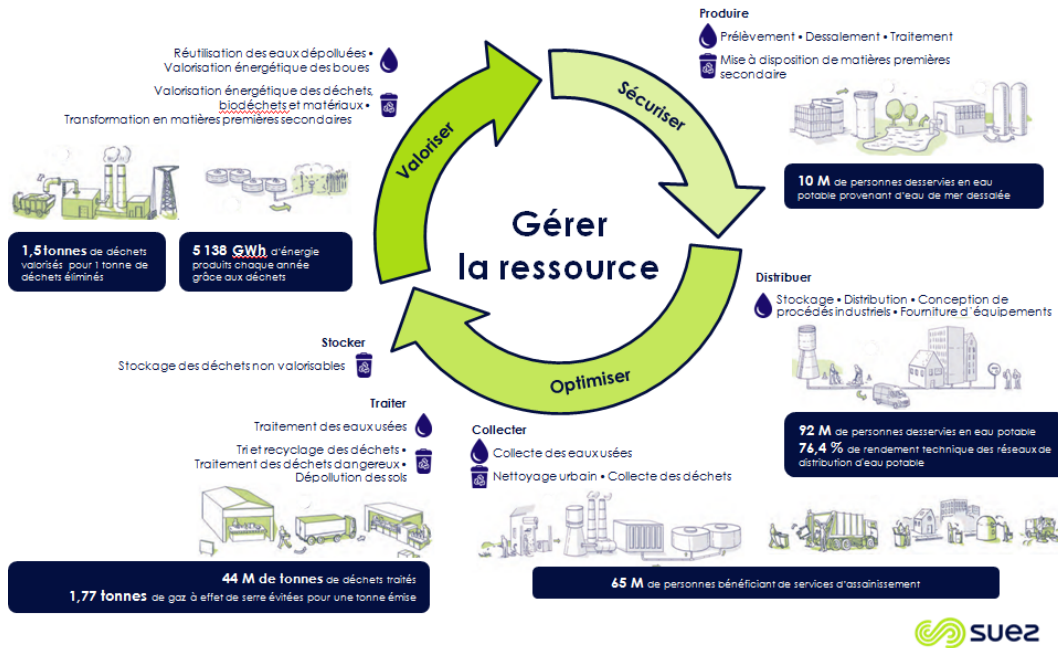 Produire
Prélèvement • Dessalement • Traitement
Mise à disposition de matières premières
secondaire
10 M de personnes desservies en eau
potable provenant d'eau de mer dessalée
Réutilisation des eaux dépolluées •
Valorisation énergétique des boues
Valorisation énergétique des déchets,
biodéchets et matériaux •
Transformation en matières premières secondaires
1,5 tonnes de déchets
valorisés pour 1 tonne de
déchets éliminés
5 138 GWh d'énergie
produits chaque année
grâce aux déchets
Valoriser
Sécuriser
Optimiser
Gérer
la ressource
Distribuer
Stockage • Distribution • Conception de
procédés industriels • Fourniture d'équipements
92 M de personnes desservies en eau potable
76,4 % de rendement technique des réseaux de
distribution d'eau potable
Stocker
Stockage des déchets non valorisables
Traiter
Traitement des eaux usées
Tri et recyclage des déchets •
Traitement des déchets dangereux •
Dépollution des sols
44 M de tonnes de déchets traités
1,77 tonnes de gaz à effet de serre évitées pour une tonne émise
Collecter
Collecte des eaux usées
Nettoyage urbain • Collecte des déchets
65 M de personnes bénéficiant de services d'assainissement
suez